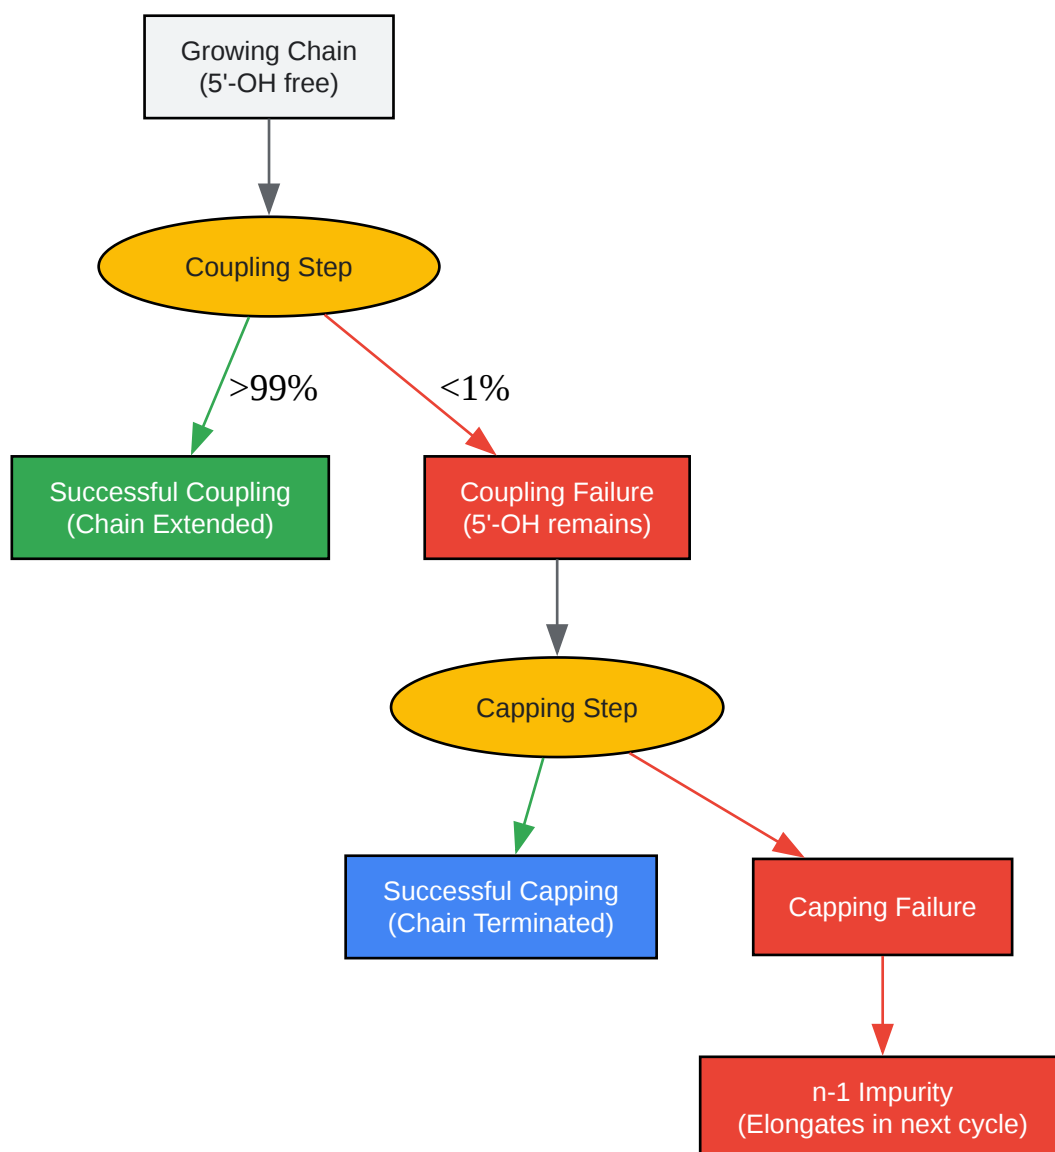 Growing Chain
(5'-OH free)
Coupling Step
>99%
<1%
Successful Coupling
(Chain Extended)
Coupling Failure
(5'-OH remains)
Capping Step
Successful Capping
(Chain Terminated)
Capping Failure
n-1 Impurity
(Elongates in next cycle)